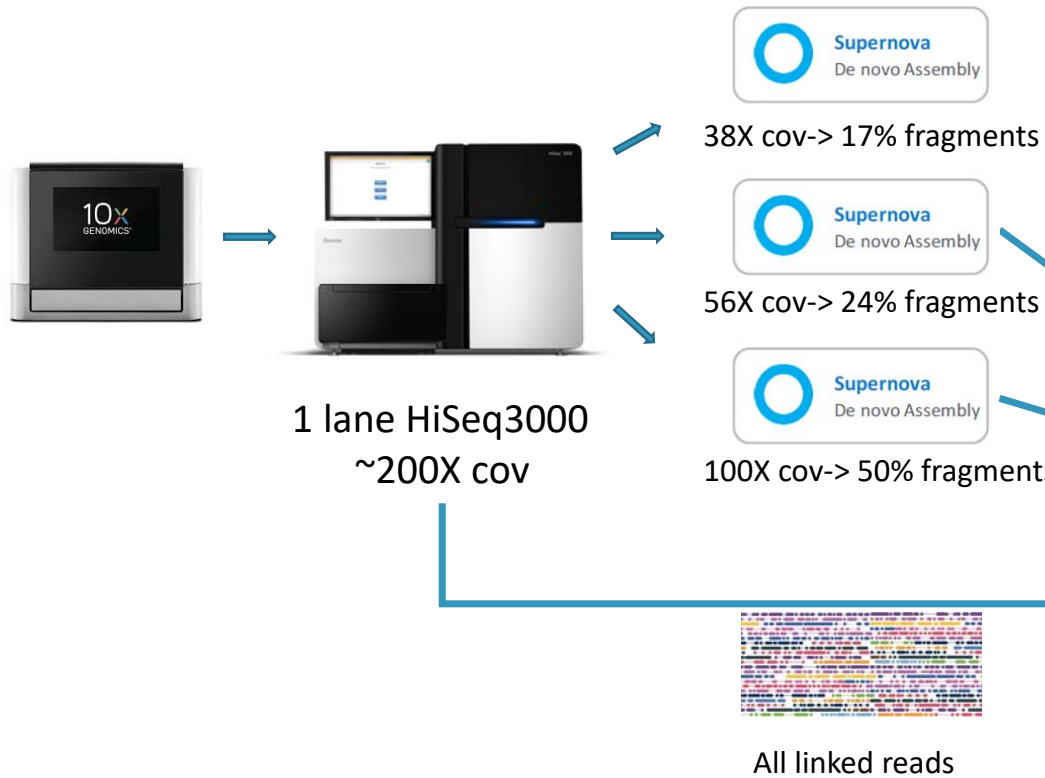 Supernova
De novo Assembly
38X cov-> 17% fragments
10X
GENOMICS
Supernova
De novo Assembly
56X cov-> 24% fragments
Supernova
De novo Assembly
1 lane HiSeq3000
~200X cov
100X cov-> 50% fragments
All linked reads